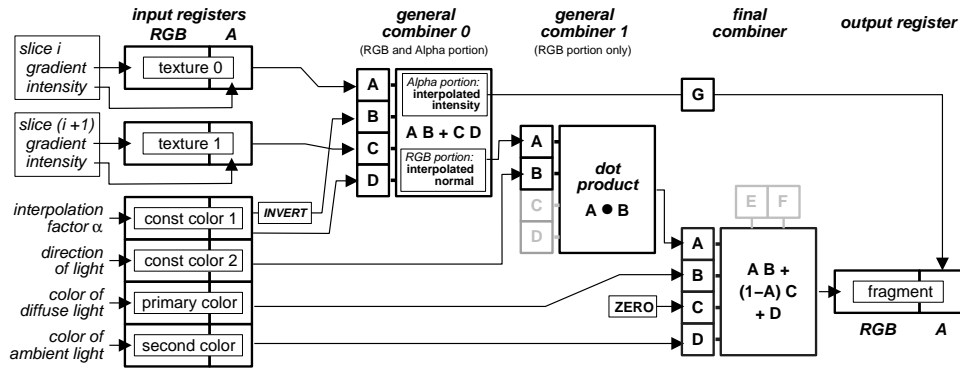 input registers
RGB A
general
combiner 0
(RGB and Alpha portion)
general
combiner 1
(RGB portion only)
final
combiner
output register
slice i
gradient
intensity
texture 0
slice (i +1)
gradient
intensity
texture 1
interpolation
factor α
const color 1
INVERT
direction
of light
const color 2
color of
diffuse light
primary color
color of
ambient light
second color
A
B
C
D
Alpha portion:
interpolated
intensity
A B + C D
RGB portion:
interpolated
normal
A
B
C
D
dot
product
A ● B
G
E F
ZERO
A
B
C
D
A B +
(1−A) C
+ D
fragment
RGB A